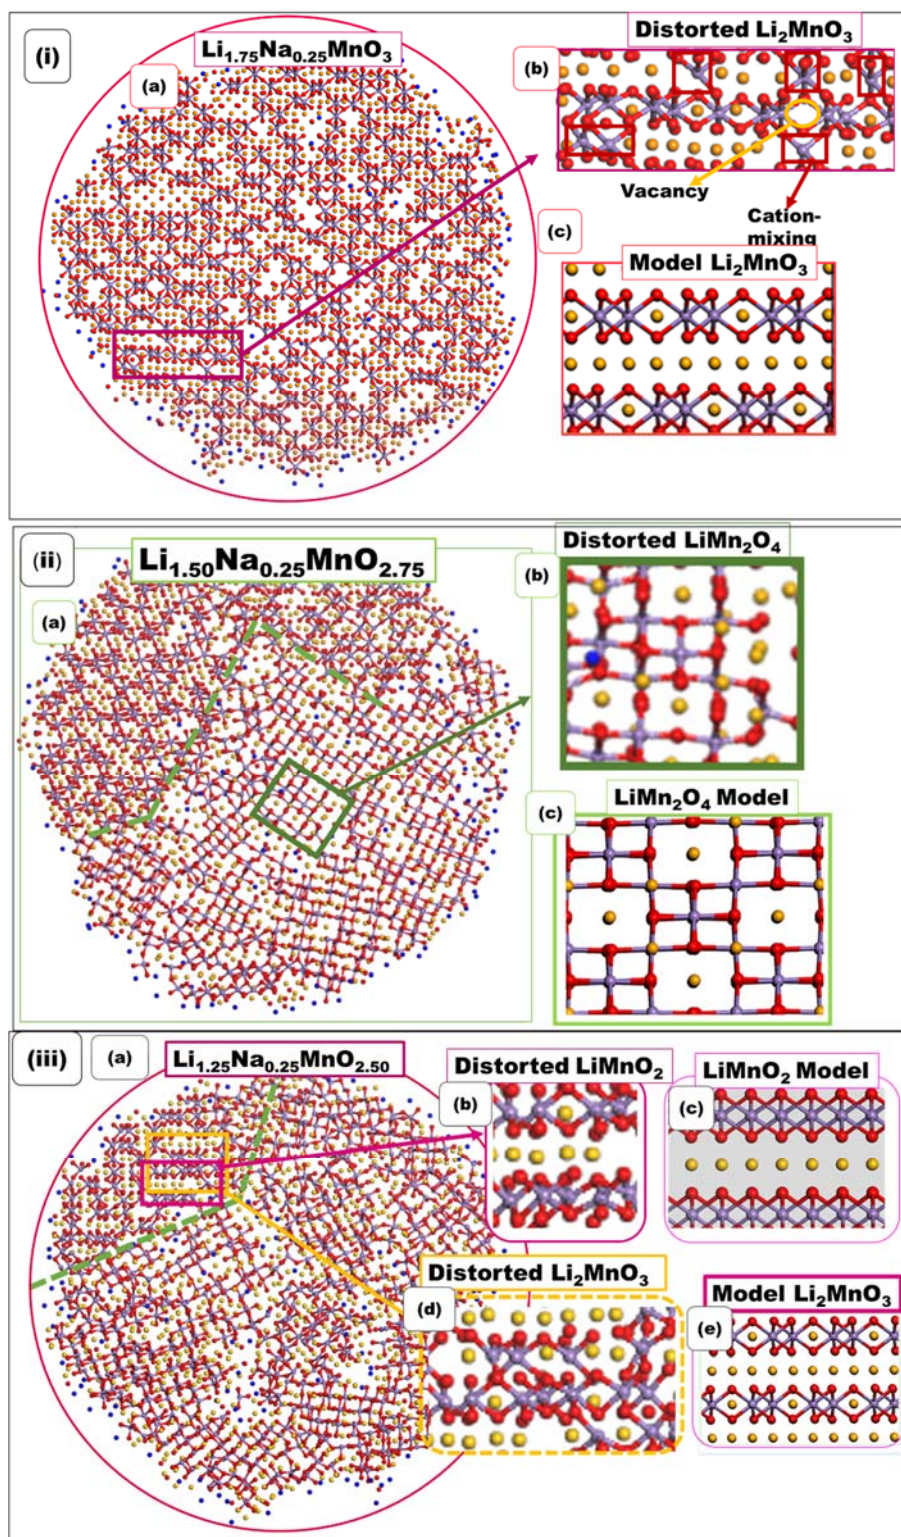 (i)
Li₁.₇₅Na₀.₂₅MnO₃
(a)
Distorted Li₂MnO₃
(b)
Vacancy
Cation-
mixing
(c)
Model Li₂MnO₃
(ii)
Li₁.₅₀Na₀.₂₅MnO₂.₇₅
(a)
Distorted LiMn₂O₄
(b)
LiMn₂O₄ Model
(c)
(iii)
(a)
Li₁.₂₅Na₀.₂₅MnO₂.₅₀
Distorted LiMnO₂
(b)
LiMnO₂ Model
(c)
Distorted Li₂MnO₃
(d)
Model Li₂MnO₃
(e)